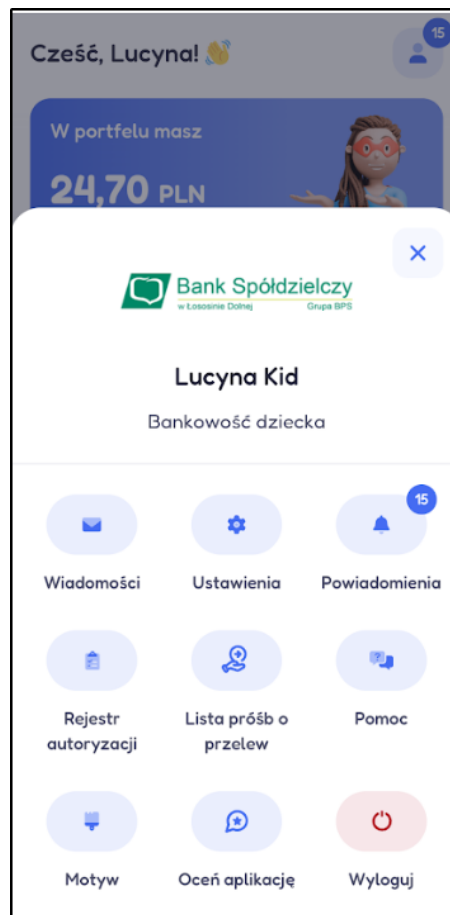 Cześć, Lucyna! 👋
15
W portfelu masz
24,70 PLN
Bank Spółdzielczy
w Łososinie Dolnej Grupa BPS
Lucyna Kid
Bankowość dziecka
15
Wiadomości Ustawienia Powiadomienia
Rejestr autoryzacji Lista próśb o przelew Pomoc
Motyw Oceń aplikację Wyloguj